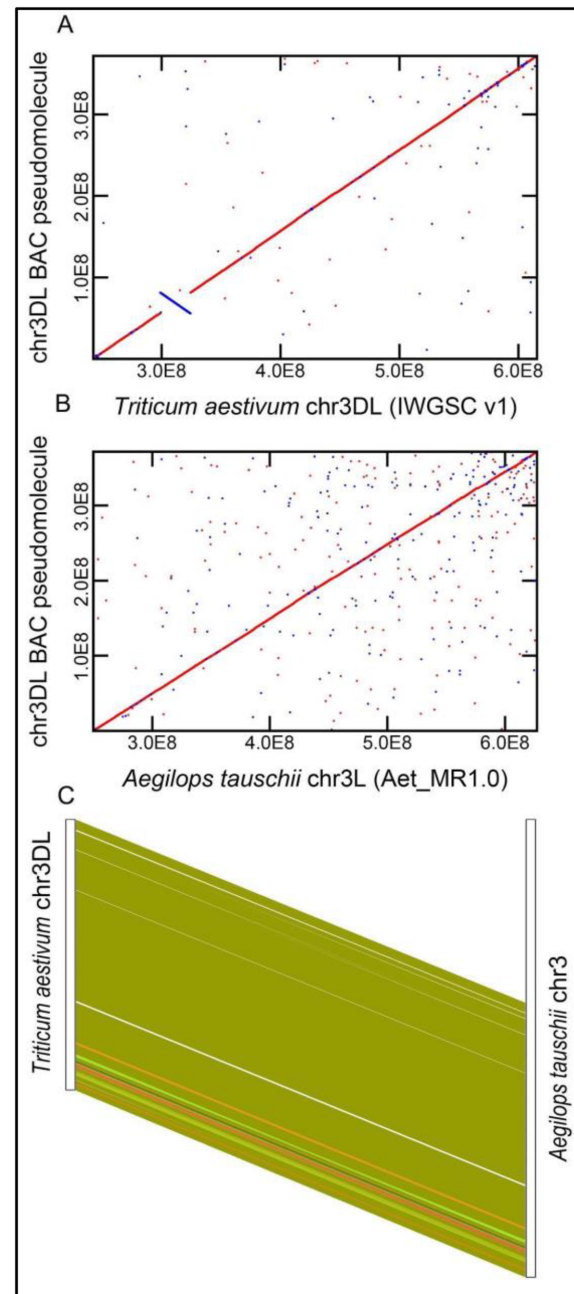 A
chr3DL BAC pseudomolecule
3.0E8
2.0E8
1.0E8
3.0E8 4.0E8 5.0E8 6.0E8
Triticum aestivum chr3DL (IWGSC v1)
B
chr3DL BAC pseudomolecule
3.0E8
2.0E8
1.0E8
3.0E8 4.0E8 5.0E8 6.0E8
Aegilops tauschii chr3L (Aet_MR1.0)
C
Triticum aestivum chr3DL
Aegilops tauschii chr3